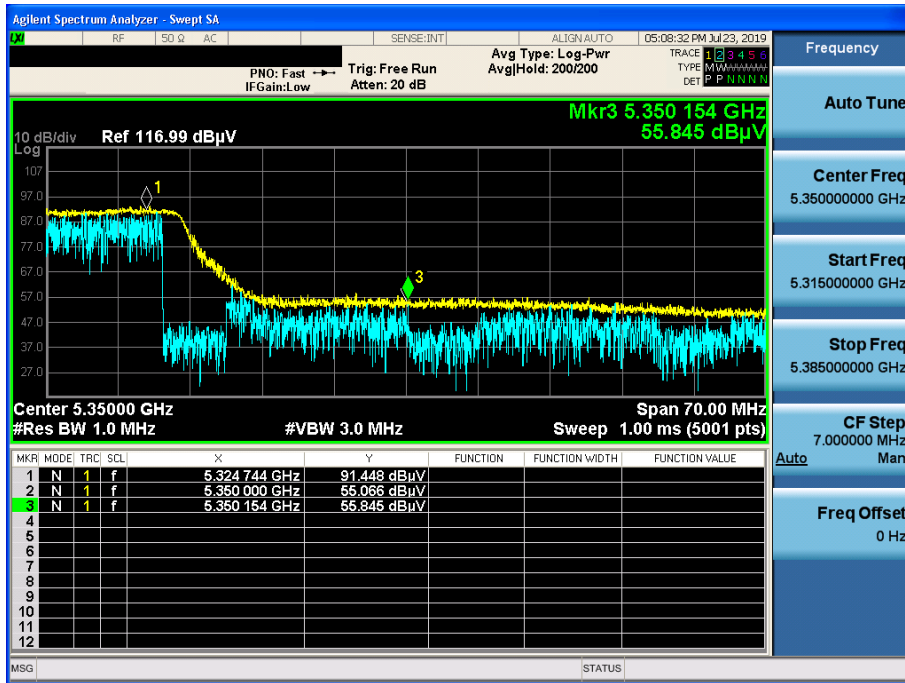 Agilent Spectrum Analyzer - Swept SA
LXI RF 50 Ω AC SENSE:INT ALIGN AUTO 05:08:32 PM Jul 23, 2019
Frequency
PNO: Fast
IFGain:Low
Trig: Free Run
Atten: 20 dB
Avg Type: Log-Pwr
Avg|Hold: 200/200
TRACE 1 2 3 4 5 6
TYPE M W W W W W
DET P P N N N N
Mkr3 5.350 154 GHz
55.845 dBµV
10 dB/div Ref 116.99 dBµV
Log
107
97.0
87.0
77.0
67.0
57.0
47.0
37.0
27.0
1
3
Center 5.35000 GHz Span 70.00 MHz
#Res BW 1.0 MHz #VBW 3.0 MHz Sweep 1.00 ms (5001 pts)
MKR MODE TRC SCL X Y FUNCTION FUNCTION WIDTH FUNCTION VALUE
1 N 1 f 5.324 744 GHz 91.448 dBµV
2 N 1 f 5.350 000 GHz 55.066 dBµV
3 N 1 f 5.350 154 GHz 55.845 dBµV
4
5
6
7
8
9
10
11
12
Auto Tune
Center Freq
5.350000000 GHz
Start Freq
5.315000000 GHz
Stop Freq
5.385000000 GHz
CF Step
7.000000 MHz
Auto Man
Freq Offset
0 Hz
MSG STATUS